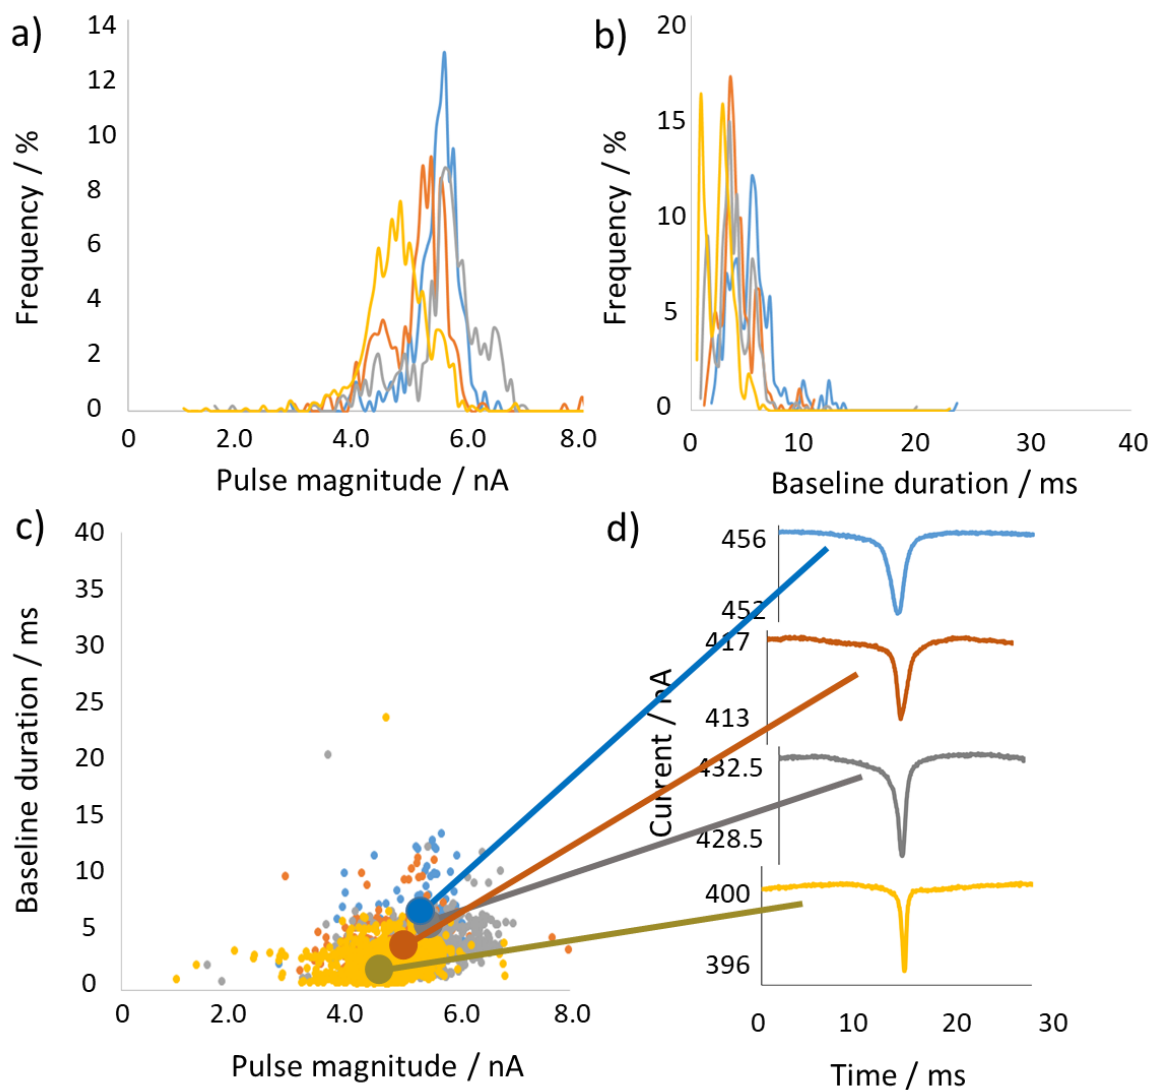 a)
14
12
10
8
6
4
2
0
Frequency / %
0 2.0 4.0 6.0 8.0
Pulse magnitude / nA
b)
20
15
10
5
0
Frequency / %
0 10 20 30 40
Baseline duration / ms
c)
40
35
30
25
20
15
10
5
0
Baseline duration / ms
0.0 2.0 4.0 6.0 8.0
Pulse magnitude / nA
d)
456
452
417
413
432.5
428.5
400
396
Current / nA
0 10 20 30
Time / ms